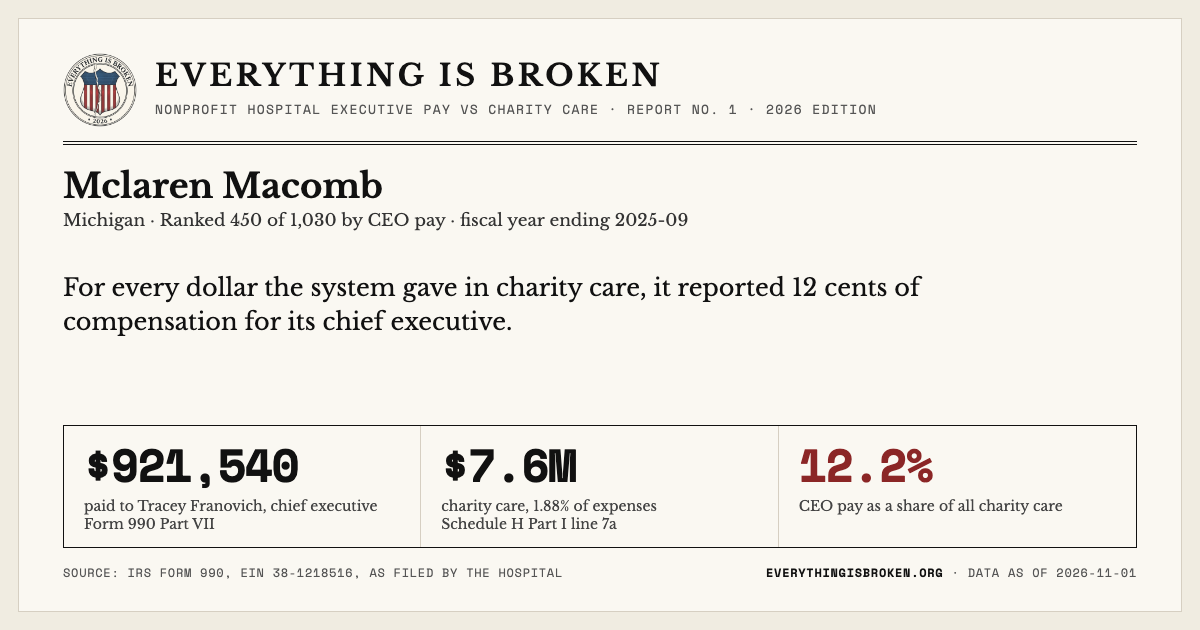 EVERYTHING IS BROKEN
· 2026 ·
EVERYTHING IS BROKEN
NONPROFIT HOSPITAL EXECUTIVE PAY VS CHARITY CARE · REPORT NO. 1 · 2026 EDITION
Mclaren Macomb
Michigan · Ranked 450 of 1,030 by CEO pay · fiscal year ending 2025-09
For every dollar the system gave in charity care, it reported 12 cents of
compensation for its chief executive.
$921,540
paid to Tracey Franovich, chief executive
Form 990 Part VII
$7.6M
charity care, 1.88% of expenses
Schedule H Part I line 7a
12.2%
CEO pay as a share of all charity care
SOURCE: IRS FORM 990, EIN 38-1218516, AS FILED BY THE HOSPITAL
EVERYTHINGISBROKEN.ORG · DATA AS OF 2026-11-01